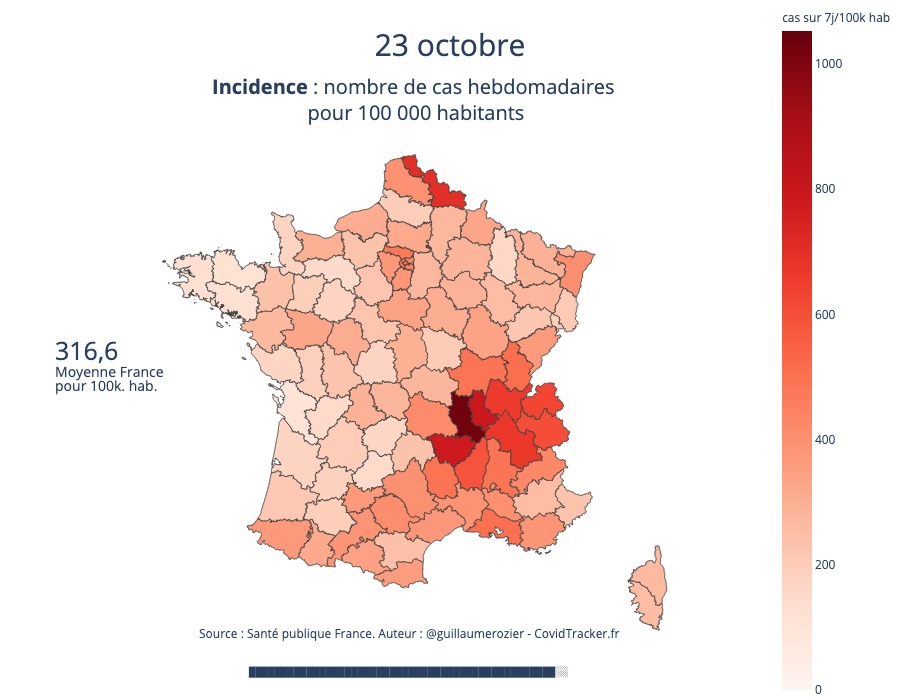 cas sur 7j/100k hab
23 octobre
Incidence : nombre de cas hebdomadaires
pour 100 000 habitants
1000
800
600
400
200
0
316,6
Moyenne France
pour 100k. hab.
Source : Santé publique France. Auteur : @guillaumerozier - CovidTracker.fr